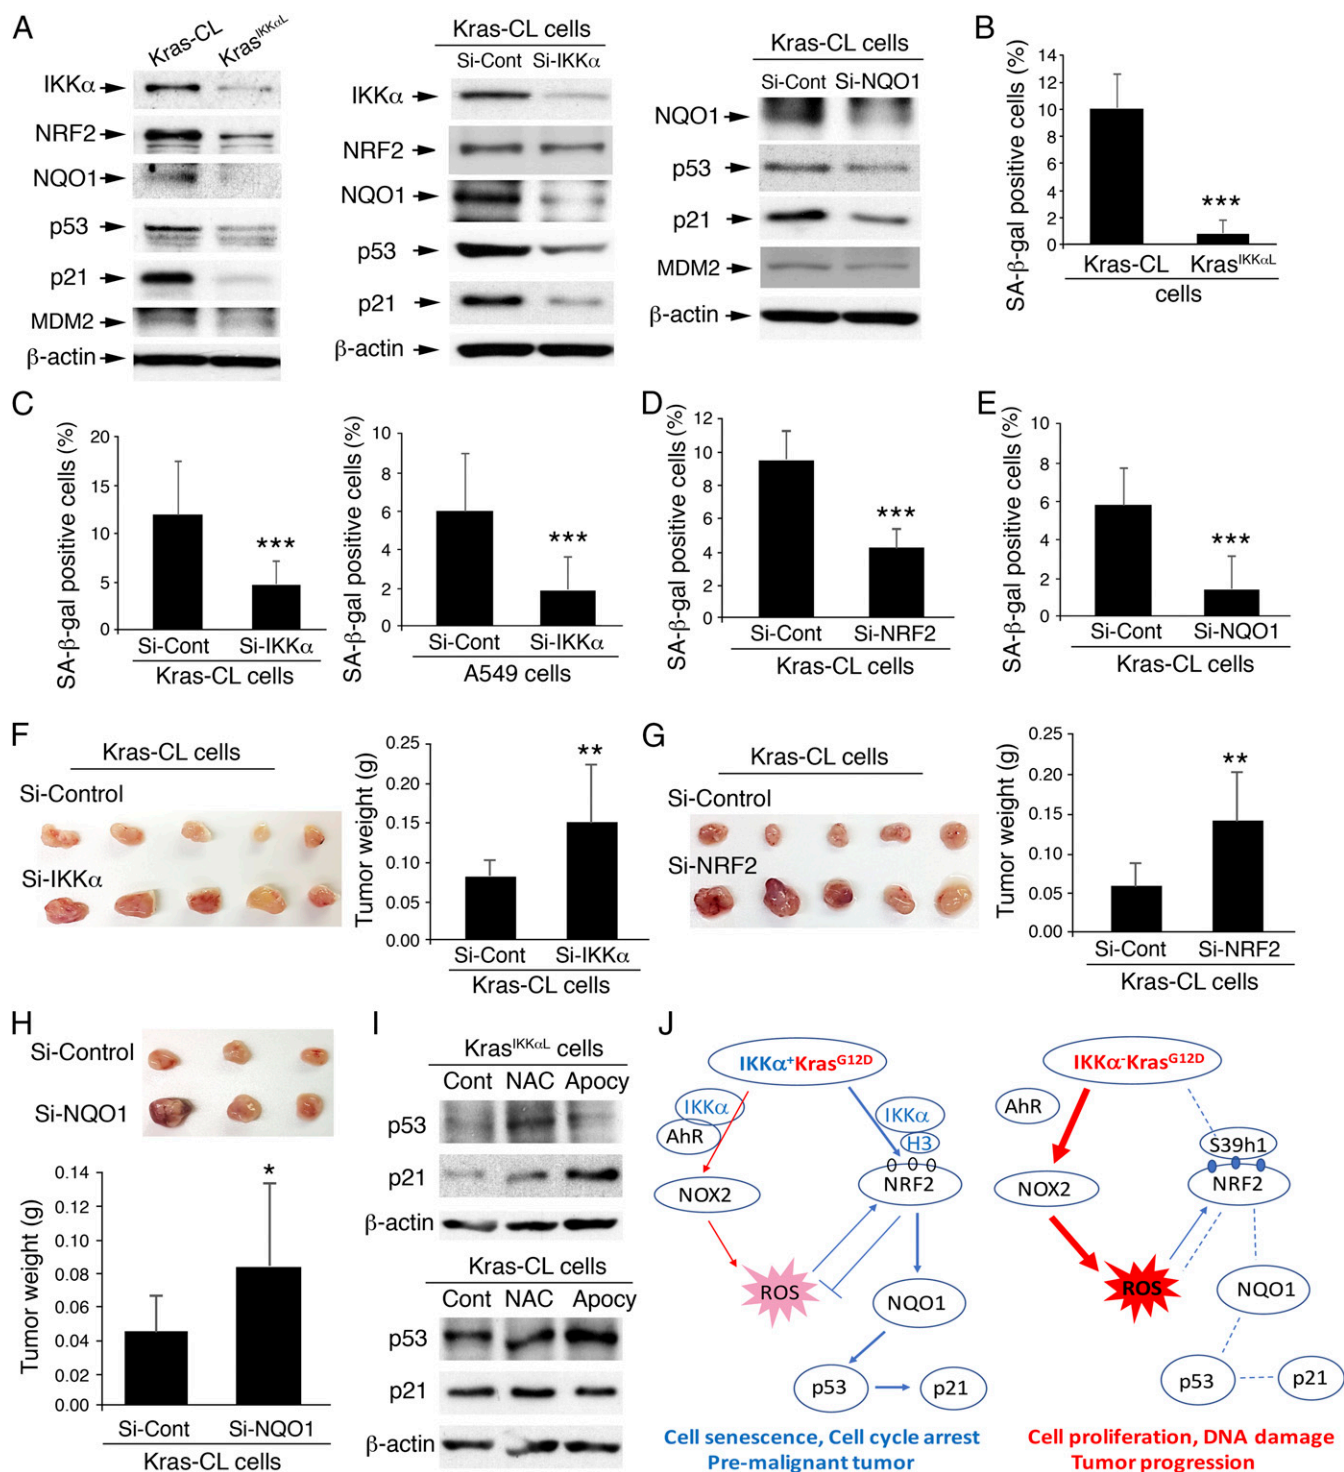 A
Kras-CL Kras^IKKαL
IKKα
NRF2
NQO1
p53
p21
MDM2
β-actin
Kras-CL cells
Si-Cont Si-IKKα
IKKα
NRF2
NQO1
p53
p21
β-actin
Kras-CL cells
Si-Cont Si-NQO1
NQO1
p53
p21
MDM2
β-actin
B
SA-β-gal positive cells (%)
14
12
10
8
6
4
2
0
***
Kras-CL Kras^IKKαL
cells
C
SA-β-gal positive cells (%)
20
15
10
5
0
***
Si-Cont Si-IKKα
Kras-CL cells
SA-β-gal positive cells (%)
10
8
6
4
2
0
***
Si-Cont Si-IKKα
A549 cells
D
SA-β-gal positive cells (%)
12
10
8
6
4
2
0
***
Si-Cont Si-NRF2
Kras-CL cells
E
SA-β-gal positive cells (%)
10
8
6
4
2
0
***
Si-Cont Si-NQO1
Kras-CL cells
F
Kras-CL cells
Si-Control
Si-IKKα
Tumor weight (g)
0.25
0.20
0.15
0.10
0.05
0.00
**
Si-Cont Si-IKKα
Kras-CL cells
G
Kras-CL cells
Si-Control
Si-NRF2
Tumor weight (g)
0.25
0.20
0.15
0.10
0.05
0.00
**
Si-Cont Si-NRF2
Kras-CL cells
H
Si-Control
Si-NQO1
Tumor weight (g)
0.14
0.12
0.10
0.08
0.06
0.04
0.02
0.00
*
Si-Cont Si-NQO1
Kras-CL cells
I
Kras^IKKαL cells
Cont NAC Apocy
p53
p21
β-actin
Kras-CL cells
Cont NAC Apocy
p53
p21
β-actin
J
IKKα⁺Kras^G12D
IKKα
AhR
IKKα
H3
NOX2
NRF2
ROS
NQO1
p53
p21
Cell senescence, Cell cycle arrest
Pre-malignant tumor
IKKα⁻Kras^G12D
AhR
S39h1
NOX2
NRF2
ROS
NQO1
p53
p21
Cell proliferation, DNA damage
Tumor progression